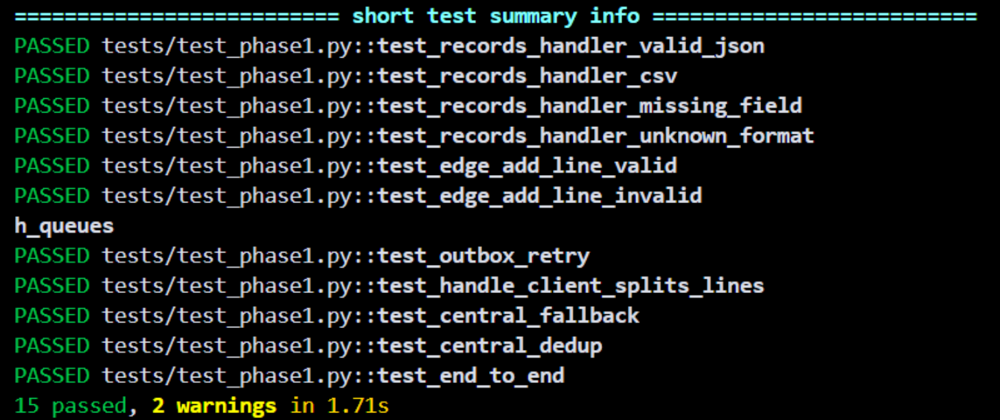 ========================== short test summary info ==========================
PASSED tests/test_phase1.py::test_records_handler_valid_json
PASSED tests/test_phase1.py::test_records_handler_csv
PASSED tests/test_phase1.py::test_records_handler_missing_field
PASSED tests/test_phase1.py::test_records_handler_unknown_format
PASSED tests/test_phase1.py::test_edge_add_line_valid
PASSED tests/test_phase1.py::test_edge_add_line_invalid
h_queues
PASSED tests/test_phase1.py::test_outbox_retry
PASSED tests/test_phase1.py::test_handle_client_splits_lines
PASSED tests/test_phase1.py::test_central_fallback
PASSED tests/test_phase1.py::test_central_dedup
PASSED tests/test_phase1.py::test_end_to_end
15 passed, 2 warnings in 1.71s